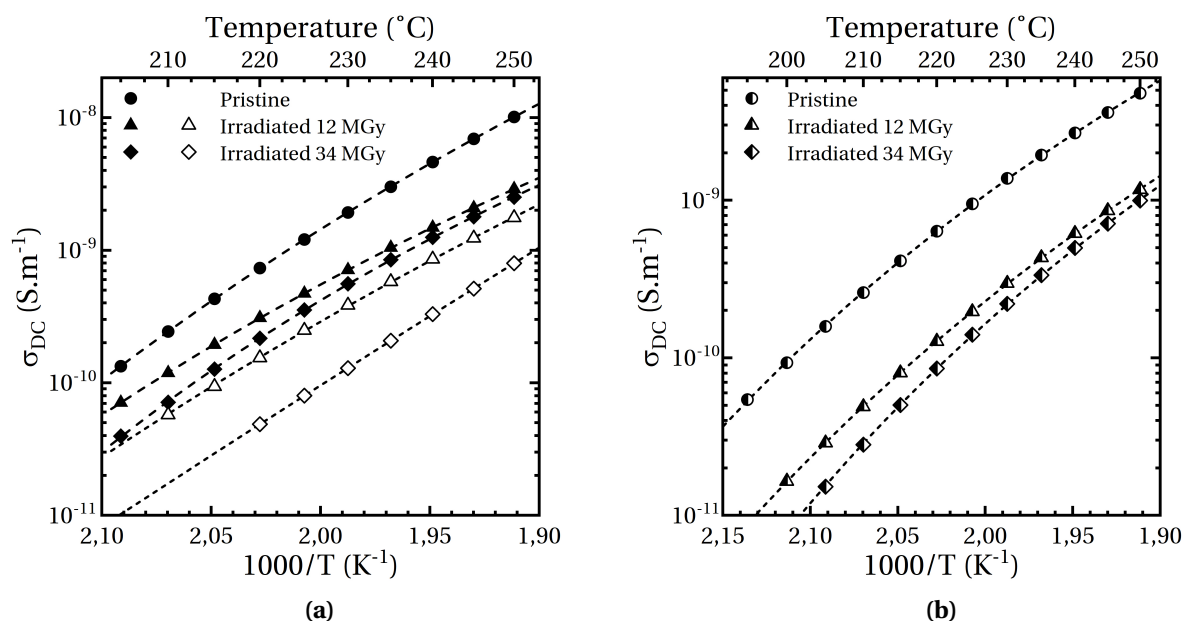 Temperature (˚C)
210 220 230 240 250
10-8
10-9
10-10
10-11
σDC (S.m-1)
Pristine
Irradiated 12 MGy
Irradiated 34 MGy
2,10 2,05 2,00 1,95 1,90
1000/T (K-1)
(a)
Temperature (˚C)
200 210 220 230 240 250
10-9
10-10
10-11
σDC (S.m-1)
Pristine
Irradiated 12 MGy
Irradiated 34 MGy
2,15 2,10 2,05 2,00 1,95 1,90
1000/T (K-1)
(b)